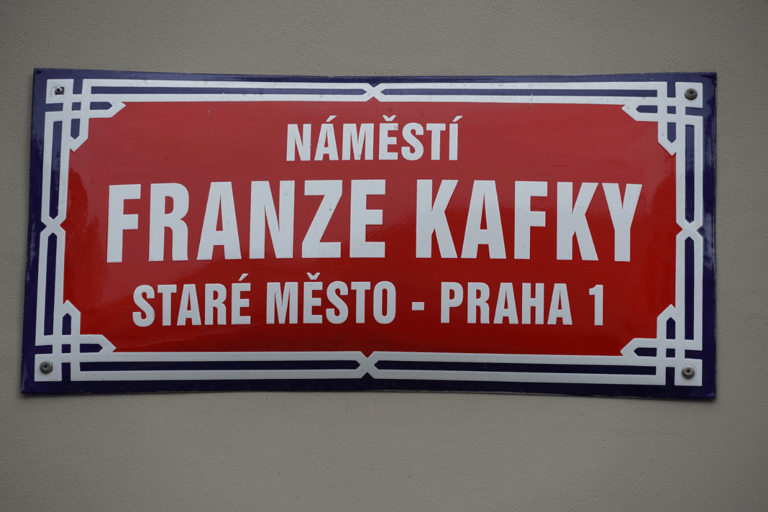 NÁMĚSTÍ
FRANZE KAFKY
STARÉ MĚSTO - PRAHA 1